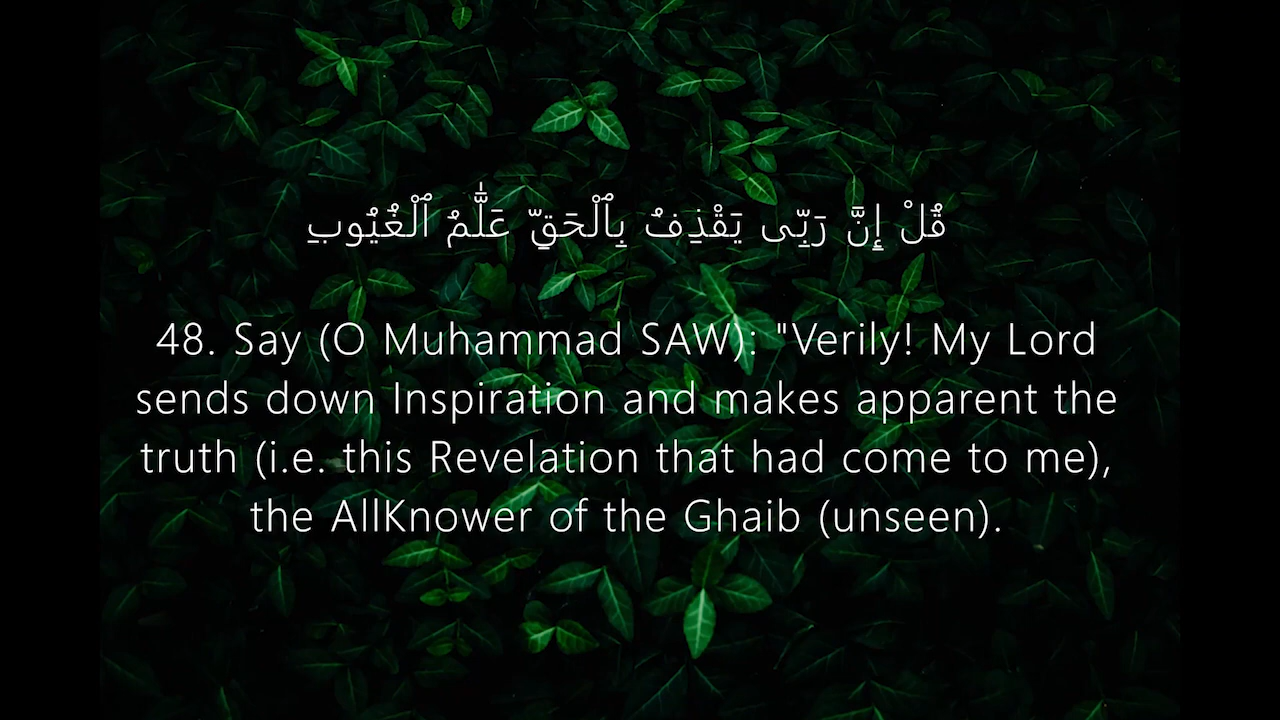 قُلْ إِنَّ رَبِّى يَقْذِفُ بِٱلْحَقِّ عَلَّٰمُ ٱلْغُيُوبِ
48. Say (O Muhammad SAW): "Verily! My Lord
sends down Inspiration and makes apparent the
truth (i.e. this Revelation that had come to me),
the AllKnower of the Ghaib (unseen).